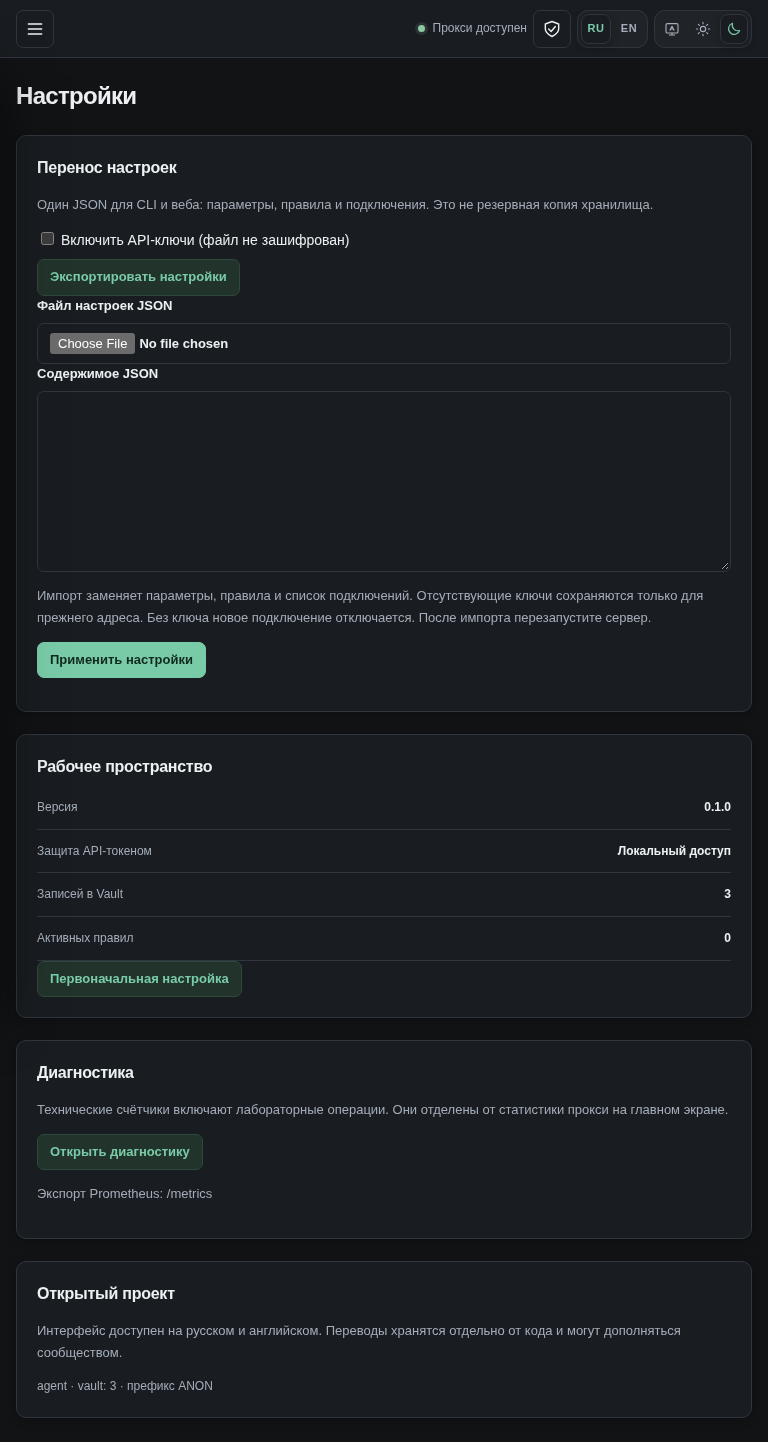 Прокси доступен
RU
EN
Настройки
Перенос настроек
Один JSON для CLI и веба: параметры, правила и подключения. Это не резервная копия хранилища.
Включить API-ключи (файл не зашифрован)
Экспортировать настройки
Файл настроек JSON
Choose File No file chosen
Содержимое JSON
Импорт заменяет параметры, правила и список подключений. Отсутствующие ключи сохраняются только для
прежнего адреса. Без ключа новое подключение отключается. После импорта перезапустите сервер.
Применить настройки
Рабочее пространство
Версия 0.1.0
Защита API-токеном Локальный доступ
Записей в Vault 3
Активных правил 0
Первоначальная настройка
Диагностика
Технические счётчики включают лабораторные операции. Они отделены от статистики прокси на главном экране.
Открыть диагностику
Экспорт Prometheus: /metrics
Открытый проект
Интерфейс доступен на русском и английском. Переводы хранятся отдельно от кода и могут дополняться
сообществом.
agent · vault: 3 · префикс ANON